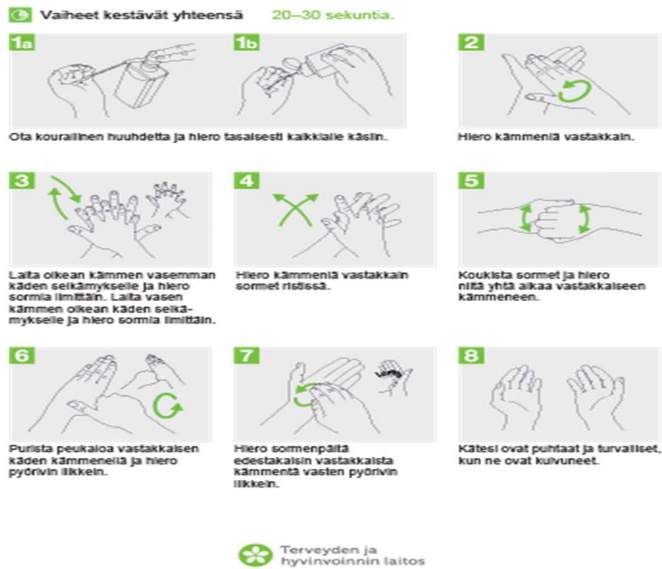 Vaiheet kestävät yhteensä 20–30 sekuntia.
1a
1b
Ota kourallinen huuhdetta ja hiero tasaisesti kaikkialle käsiin.
2
Hiero kämmeniä vastakkain.
3
Laita oikean kämmen vasemman
käden selkämykselle ja hiero
sormia limittäin. Laita vasen
kämmen oikean käden selkä-
mykselle ja hiero sormia limittäin.
4
Hiero kämmeniä vastakkain
sormet ristissä.
5
Koukista sormet ja hiero
niitä yhtä aikaa vastakkaiseen
kämmeneen.
6
Purista peukaloa vastakkaisen
käden kämmenellä ja hiero
pyörivin liikkein.
7
Hiero sormenpäitä
edestakaisin vastakkaista
kämmentä vasten pyörivin
liikkein.
8
Kätesi ovat puhtaat ja turvalliset,
kun ne ovat kuivuneet.
Terveyden ja
hyvinvoinnin laitos